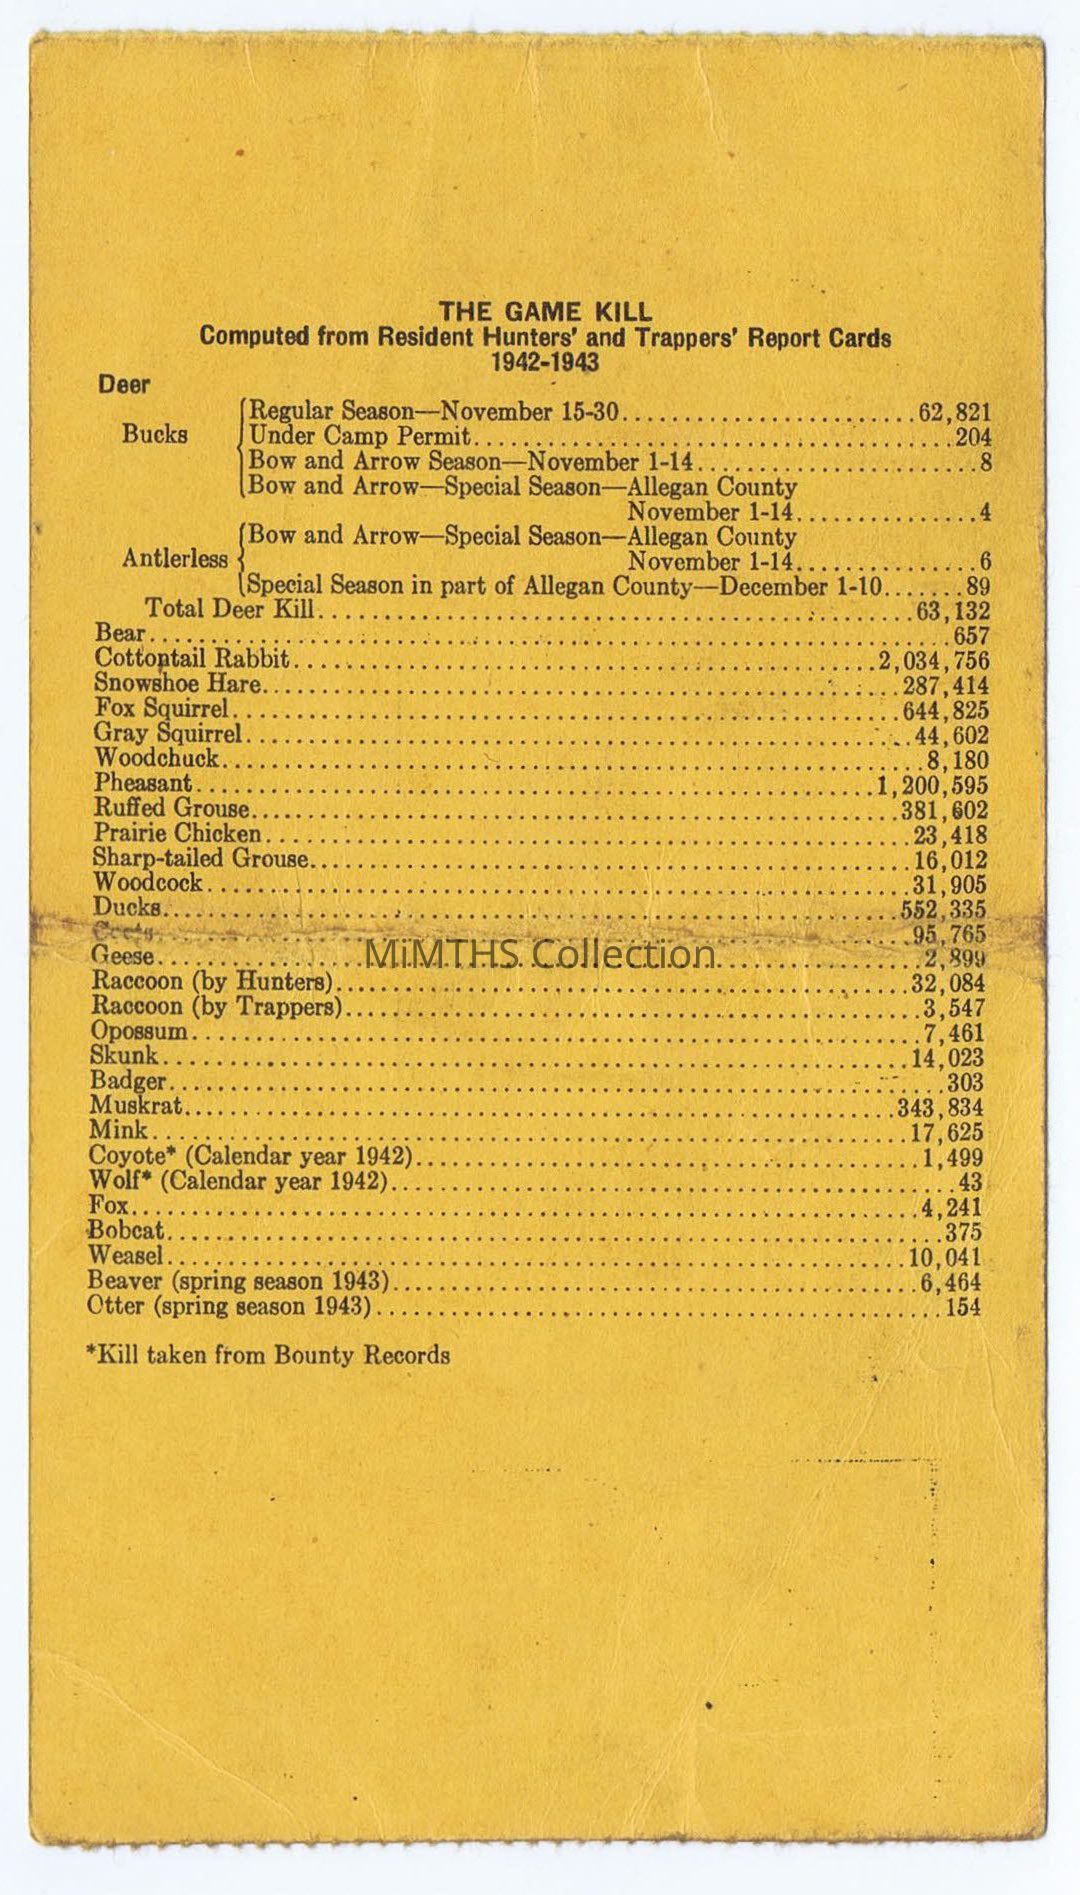 THE GAME KILL
Computed from Resident Hunters' and Trappers' Report Cards
1942-1943
Deer
Bucks
Regular Season—November 15-30 62,821
Under Camp Permit 204
Bow and Arrow Season—November 1-14 8
Bow and Arrow—Special Season—Allegan County
November 1-14 4
Antlerless
Bow and Arrow—Special Season—Allegan County
November 1-14 6
Special Season in part of Allegan County—December 1-10 89
Total Deer Kill 63,132
Bear 657
Cottontail Rabbit 2,034,756
Snowshoe Hare 287,414
Fox Squirrel 644,825
Gray Squirrel 44,602
Woodchuck 8,180
Pheasant 1,200,595
Ruffed Grouse 381,602
Prairie Chicken 23,418
Sharp-tailed Grouse 16,012
Woodcock 31,905
Ducks 552,335
95,765
Geese 2,899
MiMTHS Collection
Raccoon (by Hunters) 32,084
Raccoon (by Trappers) 3,547
Opossum 7,461
Skunk 14,023
Badger 303
Muskrat 343,834
Mink 17,625
Coyote* (Calendar year 1942) 1,499
Wolf* (Calendar year 1942) 43
Fox 4,241
Bobcat 375
Weasel 10,041
Beaver (spring season 1943) 6,464
Otter (spring season 1943) 154
*Kill taken from Bounty Records